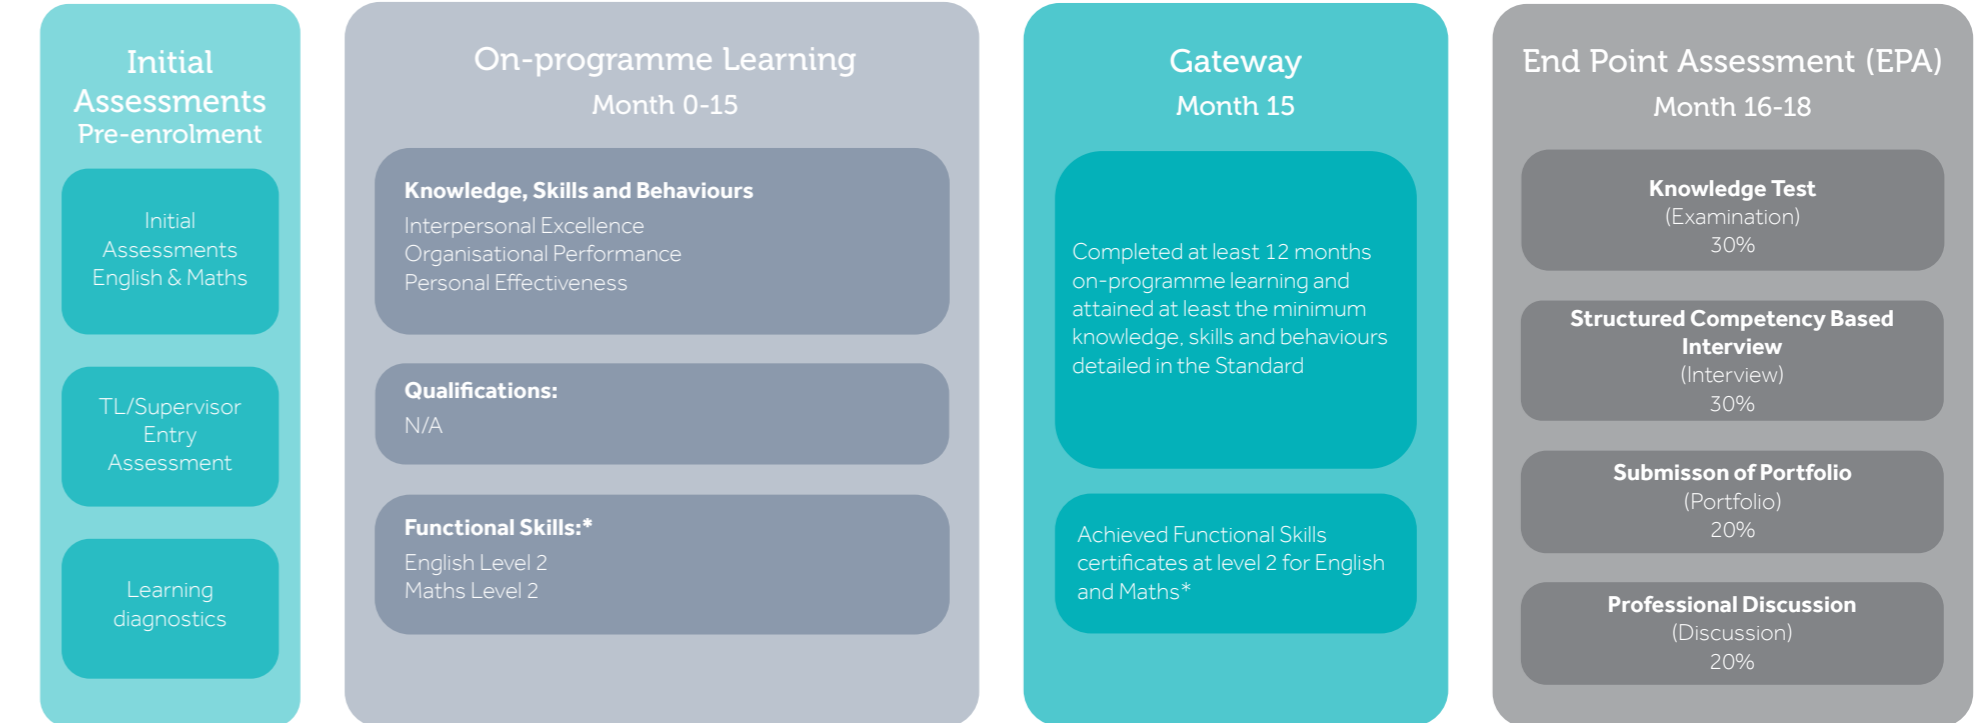 Initial
Assessments
Pre-enrolment
Initial
Assessments
English & Maths
TL/Supervisor
Entry
Assessment
Learning
diagnostics
On-programme Learning
Month 0-15
Knowledge, Skills and Behaviours
Interpersonal Excellence
Organisational Performance
Personal Effectiveness
Qualifications:
N/A
Functional Skills:*
English Level 2
Maths Level 2
Gateway
Month 15
Completed at least 12 months
on-programme learning and
attained at least the minimum
knowledge, skills and behaviours
detailed in the Standard
Achieved Functional Skills
certificates at level 2 for English
and Maths*
End Point Assessment (EPA)
Month 16-18
Knowledge Test
(Examination)
30%
Structured Competency Based
Interview
(Interview)
30%
Submisson of Portfolio
(Portfolio)
20%
Professional Discussion
(Discussion)
20%